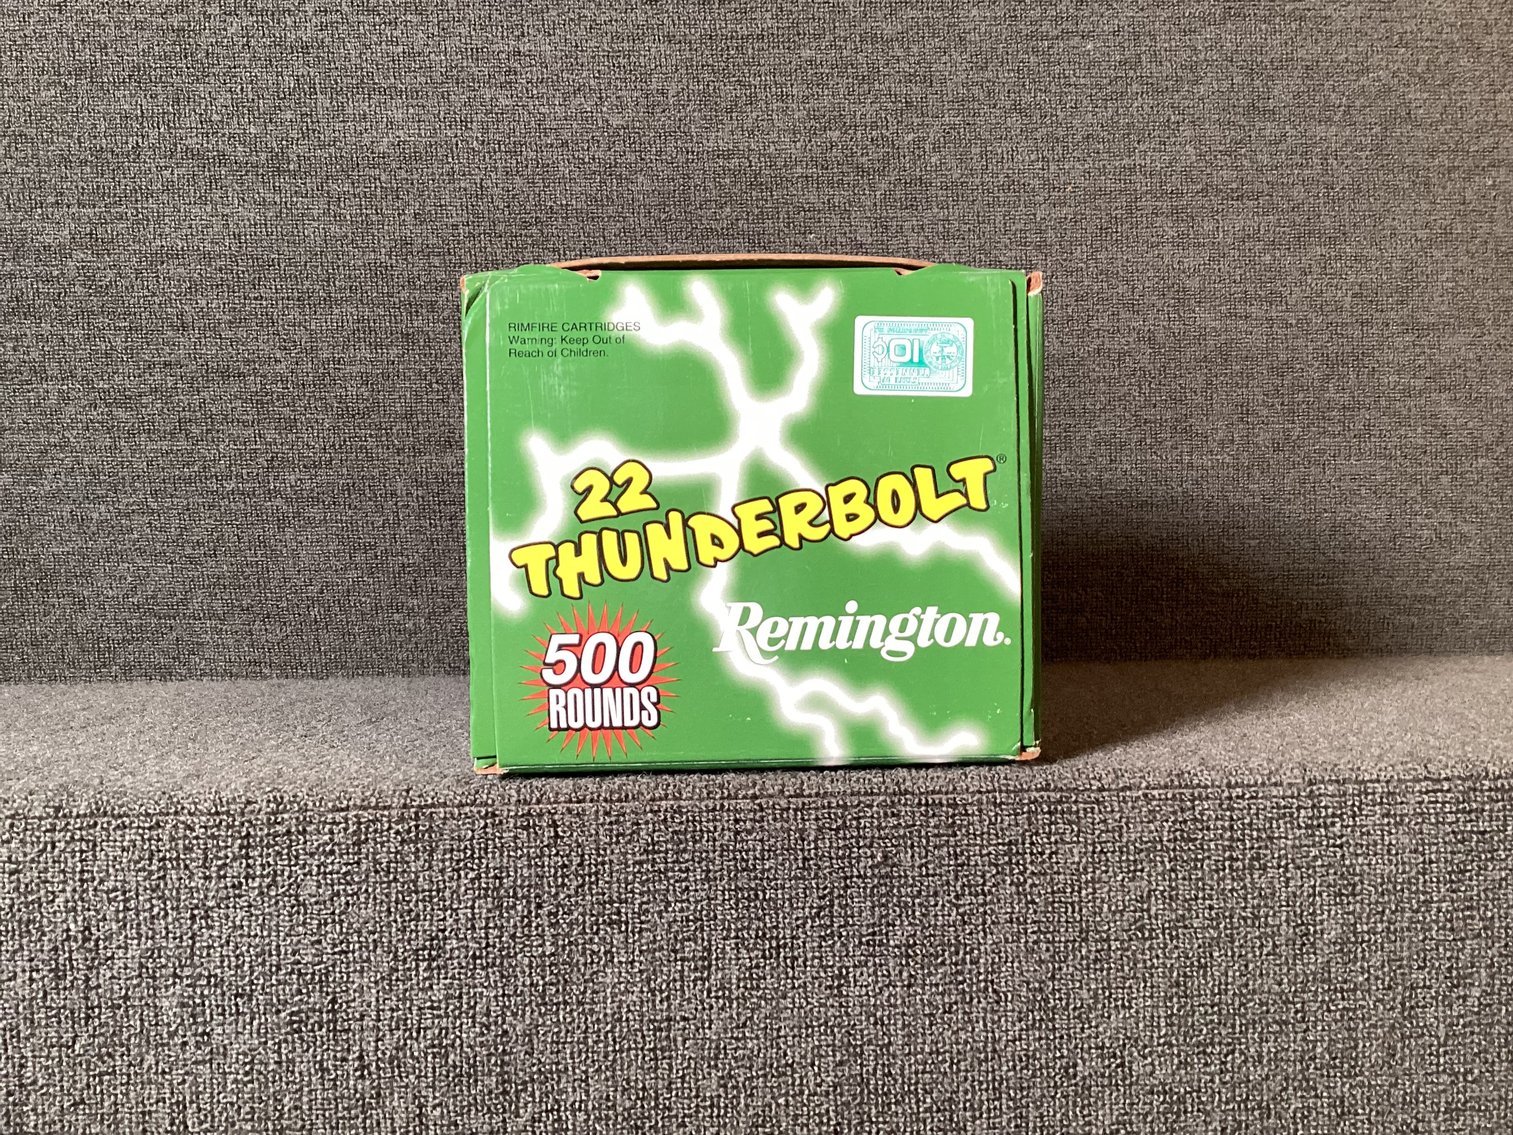 RIMFIRE CARTRIDGES
Warning: Keep Out of
Reach of Children.
22
THUNDERBOLT®
500
ROUNDS
Remington.